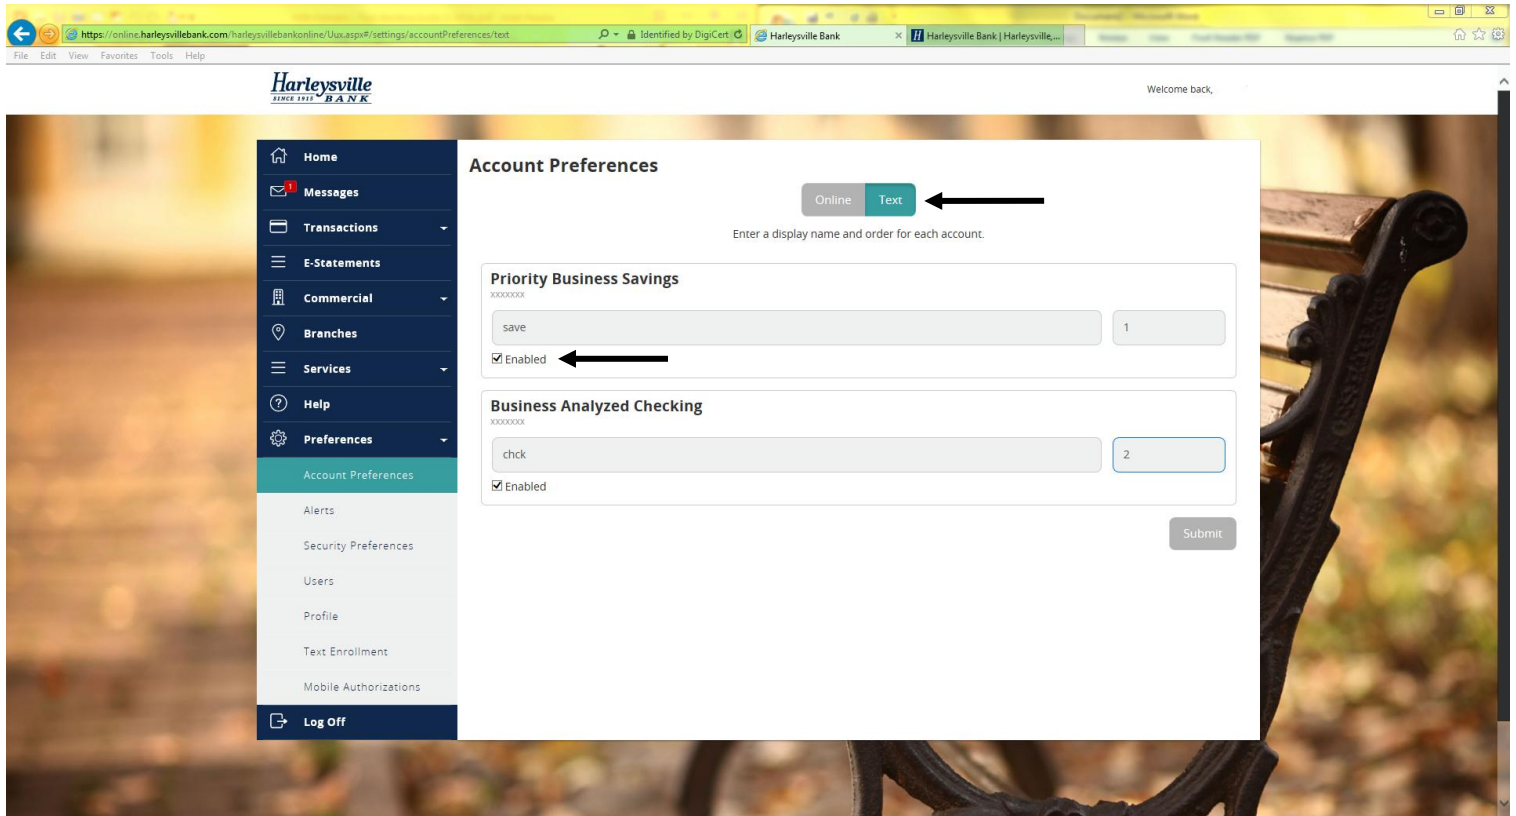 https://online.harleysvillebank.com/harleysvillebankonline/Uux.aspx#/settings/accountPreferences/text
Identified by DigiCert
Harleysville Bank
Harleysville Bank | Harleysville,...
File Edit View Favorites Tools Help
Harleysville
SINCE 1915 BANK
Welcome back,
Home
1
Messages
Transactions
E-Statements
Commercial
Branches
Services
Help
Preferences
Account Preferences
Alerts
Security Preferences
Users
Profile
Text Enrollment
Mobile Authorizations
Log Off
Account Preferences
Online Text
Enter a display name and order for each account.
Priority Business Savings
xxxxxxx
save 1
Enabled
Business Analyzed Checking
xxxxxxx
chck 2
Enabled
Submit